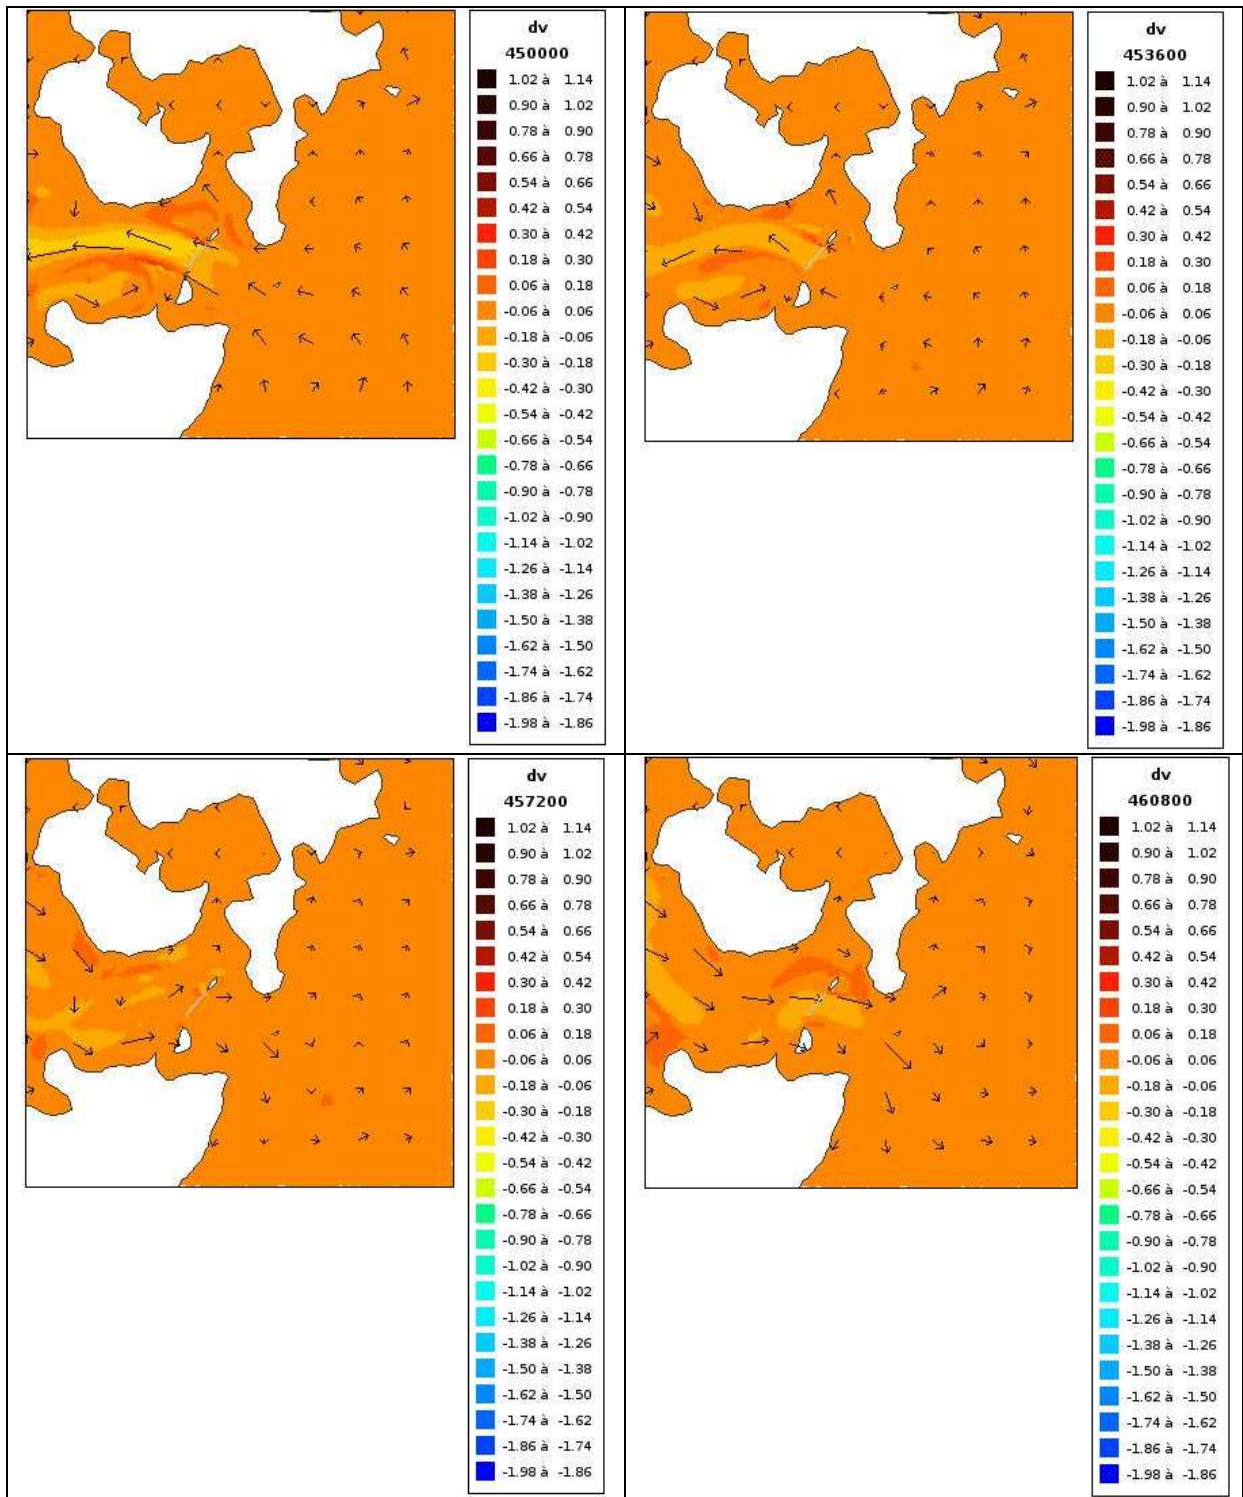 dv
450000
1.02 à 1.14
0.90 à 1.02
0.78 à 0.90
0.66 à 0.78
0.54 à 0.66
0.42 à 0.54
0.30 à 0.42
0.18 à 0.30
0.06 à 0.18
-0.06 à 0.06
-0.18 à -0.06
-0.30 à -0.18
-0.42 à -0.30
-0.54 à -0.42
-0.66 à -0.54
-0.78 à -0.66
-0.90 à -0.78
-1.02 à -0.90
-1.14 à -1.02
-1.26 à -1.14
-1.38 à -1.26
-1.50 à -1.38
-1.62 à -1.50
-1.74 à -1.62
-1.86 à -1.74
-1.98 à -1.86
dv
453600
1.02 à 1.14
0.90 à 1.02
0.78 à 0.90
0.66 à 0.78
0.54 à 0.66
0.42 à 0.54
0.30 à 0.42
0.18 à 0.30
0.06 à 0.18
-0.06 à 0.06
-0.18 à -0.06
-0.30 à -0.18
-0.42 à -0.30
-0.54 à -0.42
-0.66 à -0.54
-0.78 à -0.66
-0.90 à -0.78
-1.02 à -0.90
-1.14 à -1.02
-1.26 à -1.14
-1.38 à -1.26
-1.50 à -1.38
-1.62 à -1.50
-1.74 à -1.62
-1.86 à -1.74
-1.98 à -1.86
dv
457200
1.02 à 1.14
0.90 à 1.02
0.78 à 0.90
0.66 à 0.78
0.54 à 0.66
0.42 à 0.54
0.30 à 0.42
0.18 à 0.30
0.06 à 0.18
-0.06 à 0.06
-0.18 à -0.06
-0.30 à -0.18
-0.42 à -0.30
-0.54 à -0.42
-0.66 à -0.54
-0.78 à -0.66
-0.90 à -0.78
-1.02 à -0.90
-1.14 à -1.02
-1.26 à -1.14
-1.38 à -1.26
-1.50 à -1.38
-1.62 à -1.50
-1.74 à -1.62
-1.86 à -1.74
-1.98 à -1.86
dv
460800
1.02 à 1.14
0.90 à 1.02
0.78 à 0.90
0.66 à 0.78
0.54 à 0.66
0.42 à 0.54
0.30 à 0.42
0.18 à 0.30
0.06 à 0.18
-0.06 à 0.06
-0.18 à -0.06
-0.30 à -0.18
-0.42 à -0.30
-0.54 à -0.42
-0.66 à -0.54
-0.78 à -0.66
-0.90 à -0.78
-1.02 à -0.90
-1.14 à -1.02
-1.26 à -1.14
-1.38 à -1.26
-1.50 à -1.38
-1.62 à -1.50
-1.74 à -1.62
-1.86 à -1.74
-1.98 à -1.86